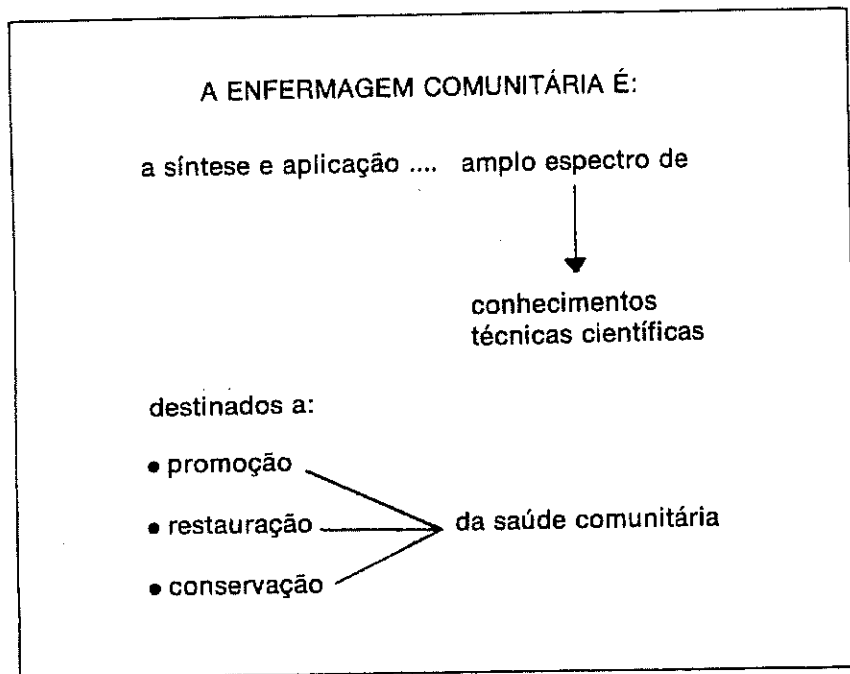 A ENFERMAGEM COMUNITÁRIA É:
a síntese e aplicação .... amplo espectro de
conhecimentos
técnicas científicas
destinados a:
• promoção
• restauração da saúde comunitária
• conservação